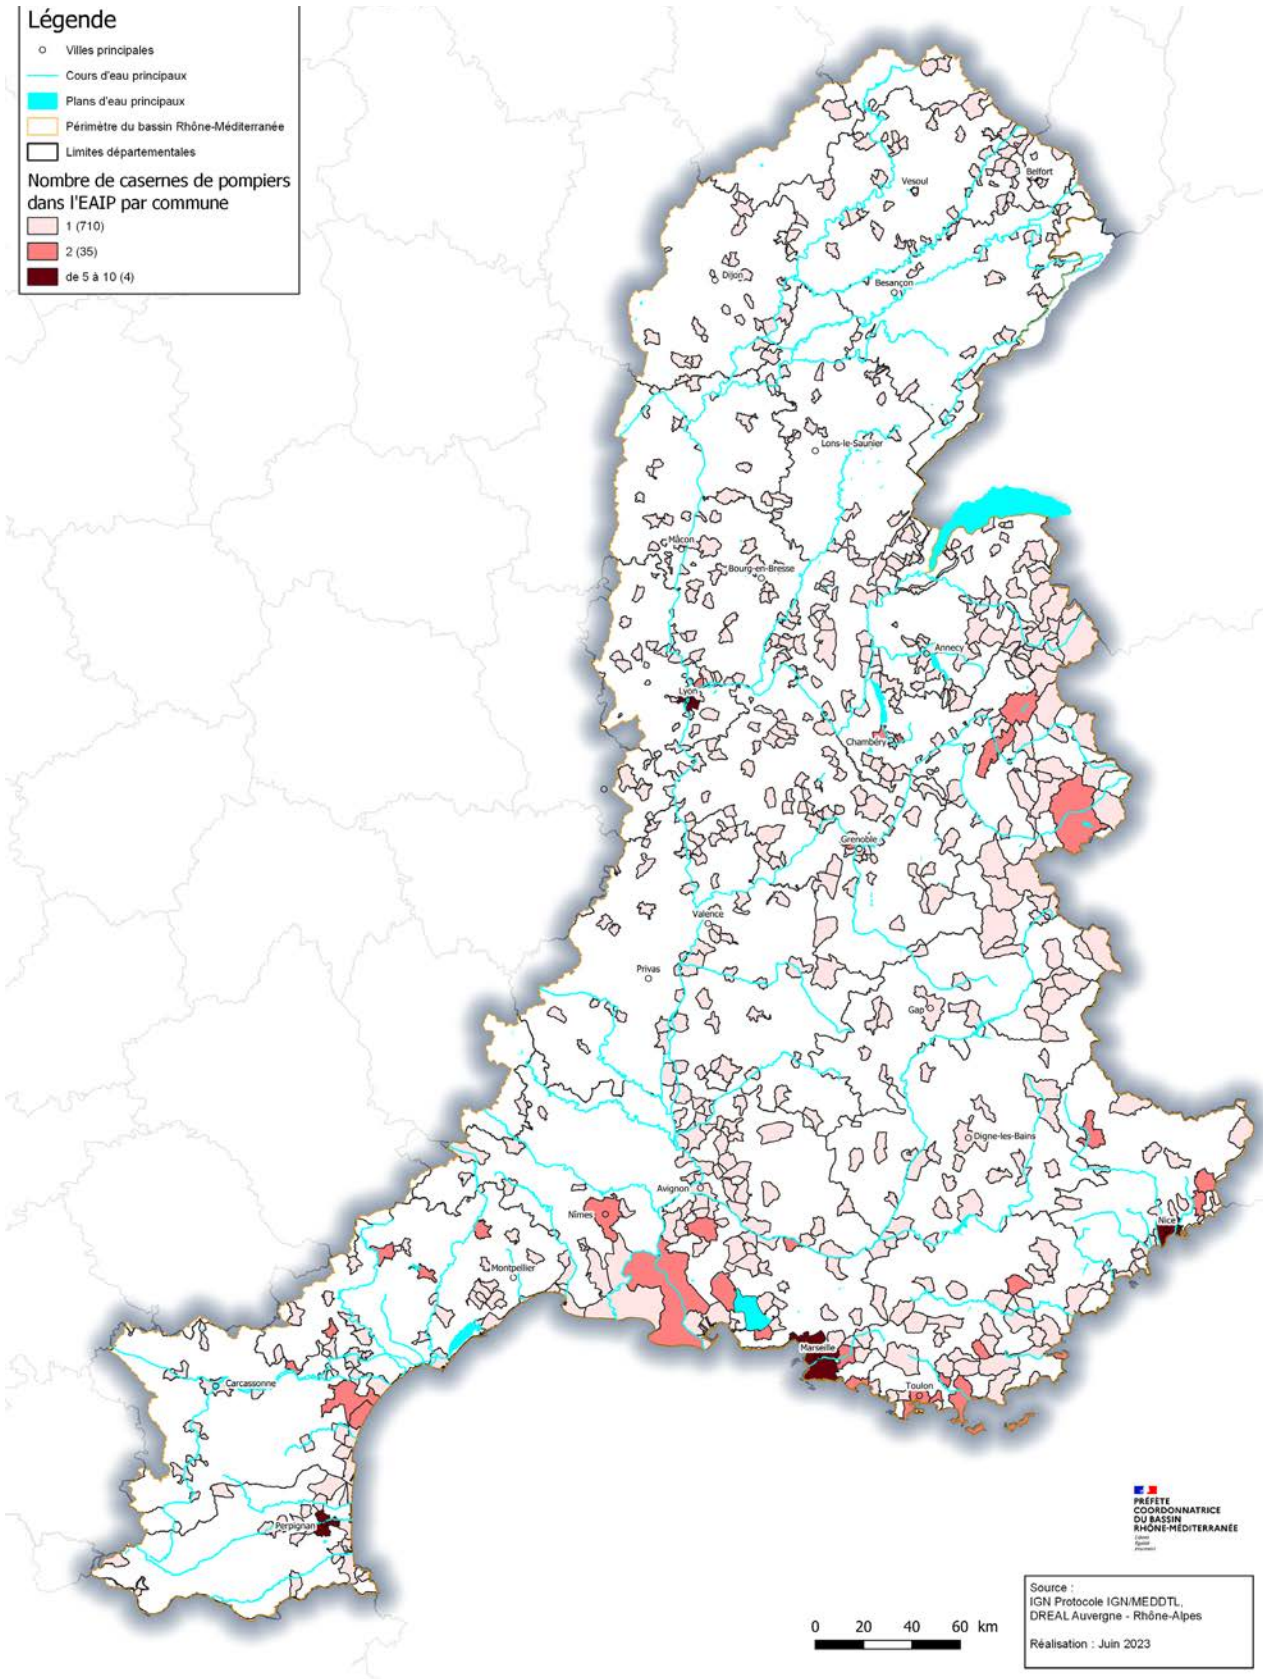 Légende
Villes principales
Cours d'eau principaux
Plans d'eau principaux
Périmètre du bassin Rhône-Méditerranée
Limites départementales
Nombre de casernes de pompiers
dans l'EAIP par commune
1 (710)
2 (35)
de 5 à 10 (4)
Vesoul
Belfort
Dijon
Besançon
Lons-le-Saunier
Mâcon
Bourg-en-Bresse
Annecy
Lyon
Chambéry
Grenoble
Valence
Privas
Gap
Digne-les-Bains
Avignon
Nîmes
Nice
Montpellier
Marseille
Carcassonne
Toulon
Perpignan
PRÉFÈTE
COORDONNATRICE
DU BASSIN
RHÔNE-MÉDITERRANÉE
Liberté
Égalité
Fraternité
Source :
IGN Protocole IGN/MEDDTL,
DREAL Auvergne - Rhône-Alpes
Réalisation : Juin 2023
0 20 40 60 km